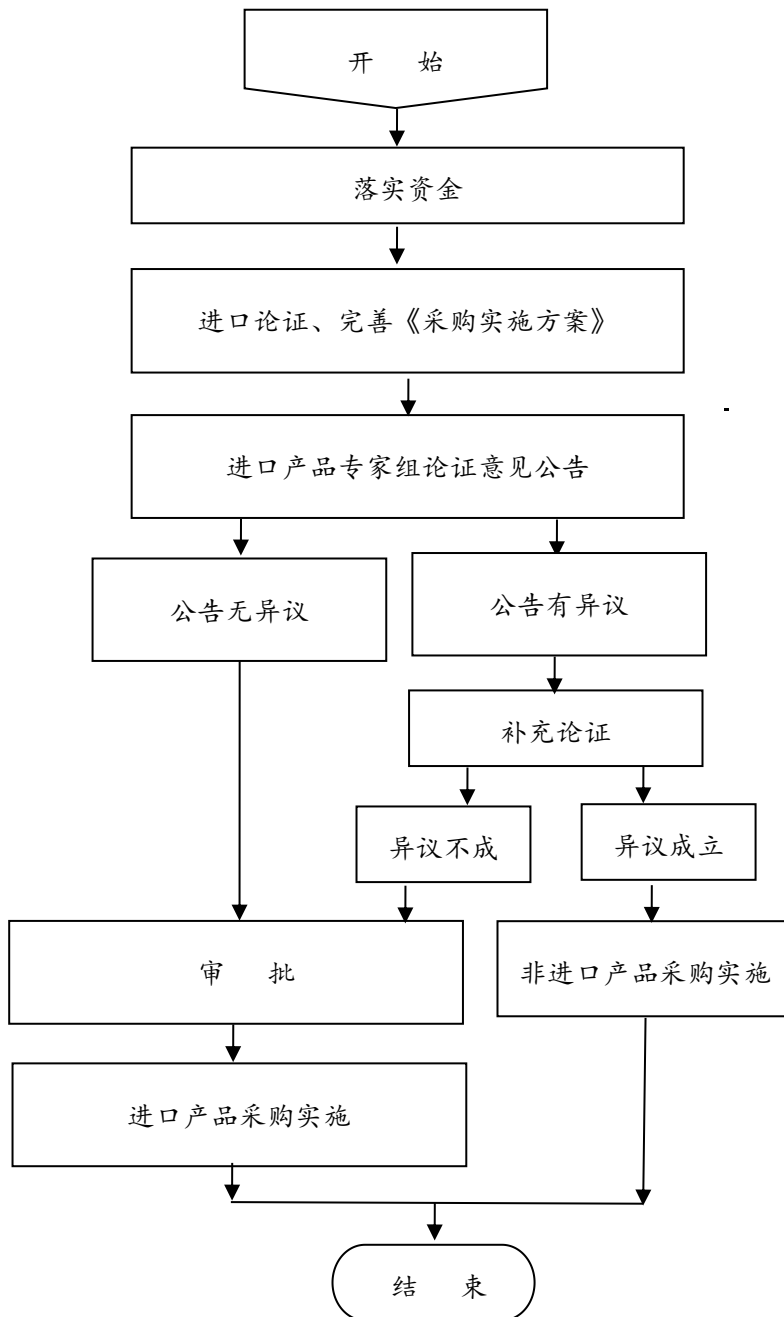 开 始
落实资金
进口论证、完善《采购实施方案》
进口产品专家组论证意见公告
公告无异议
公告有异议
补充论证
异议不成
异议成立
审 批
非进口产品采购实施
进口产品采购实施
结 束